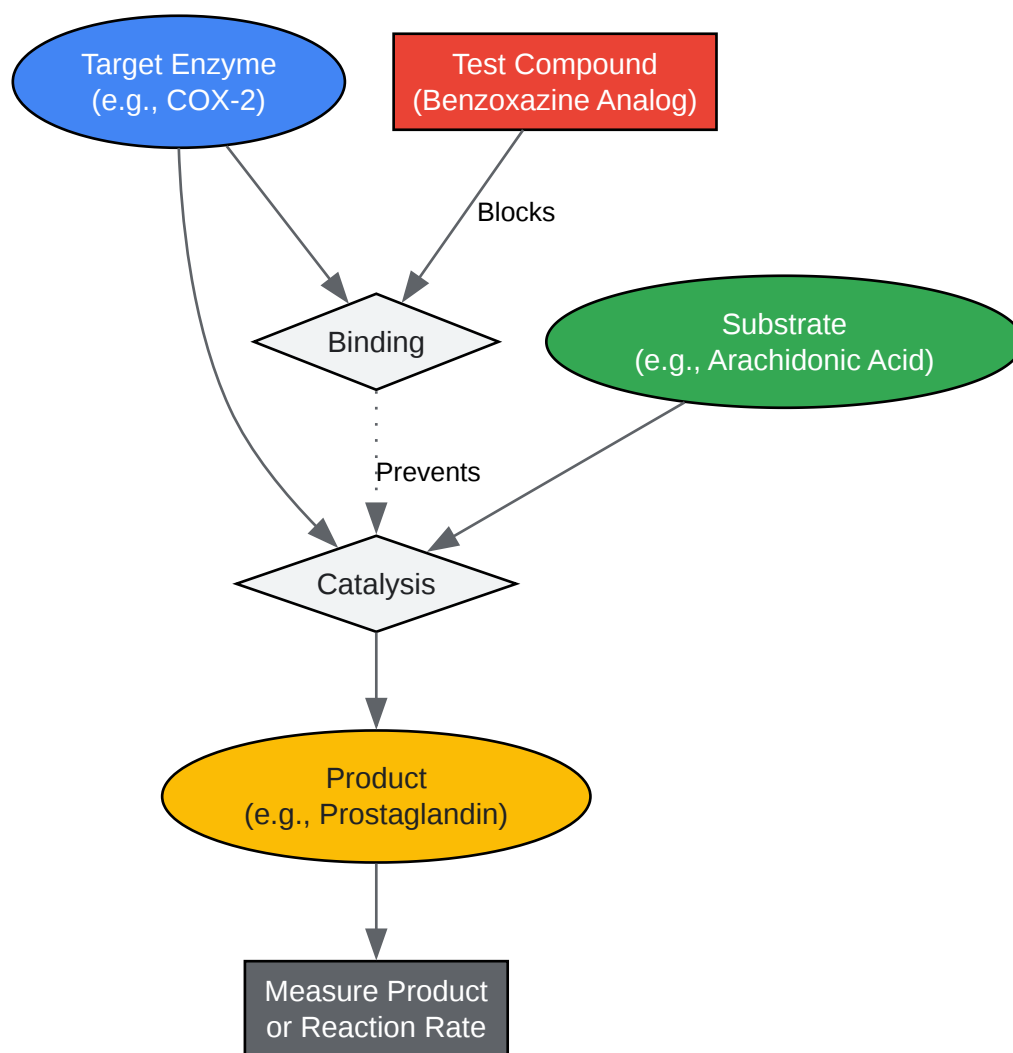 Target Enzyme
(e.g., COX-2)
Test Compound
(Benzoxazine Analog)
Blocks
Binding
Substrate
(e.g., Arachidonic Acid)
Prevents
Catalysis
Product
(e.g., Prostaglandin)
Measure Product
or Reaction Rate